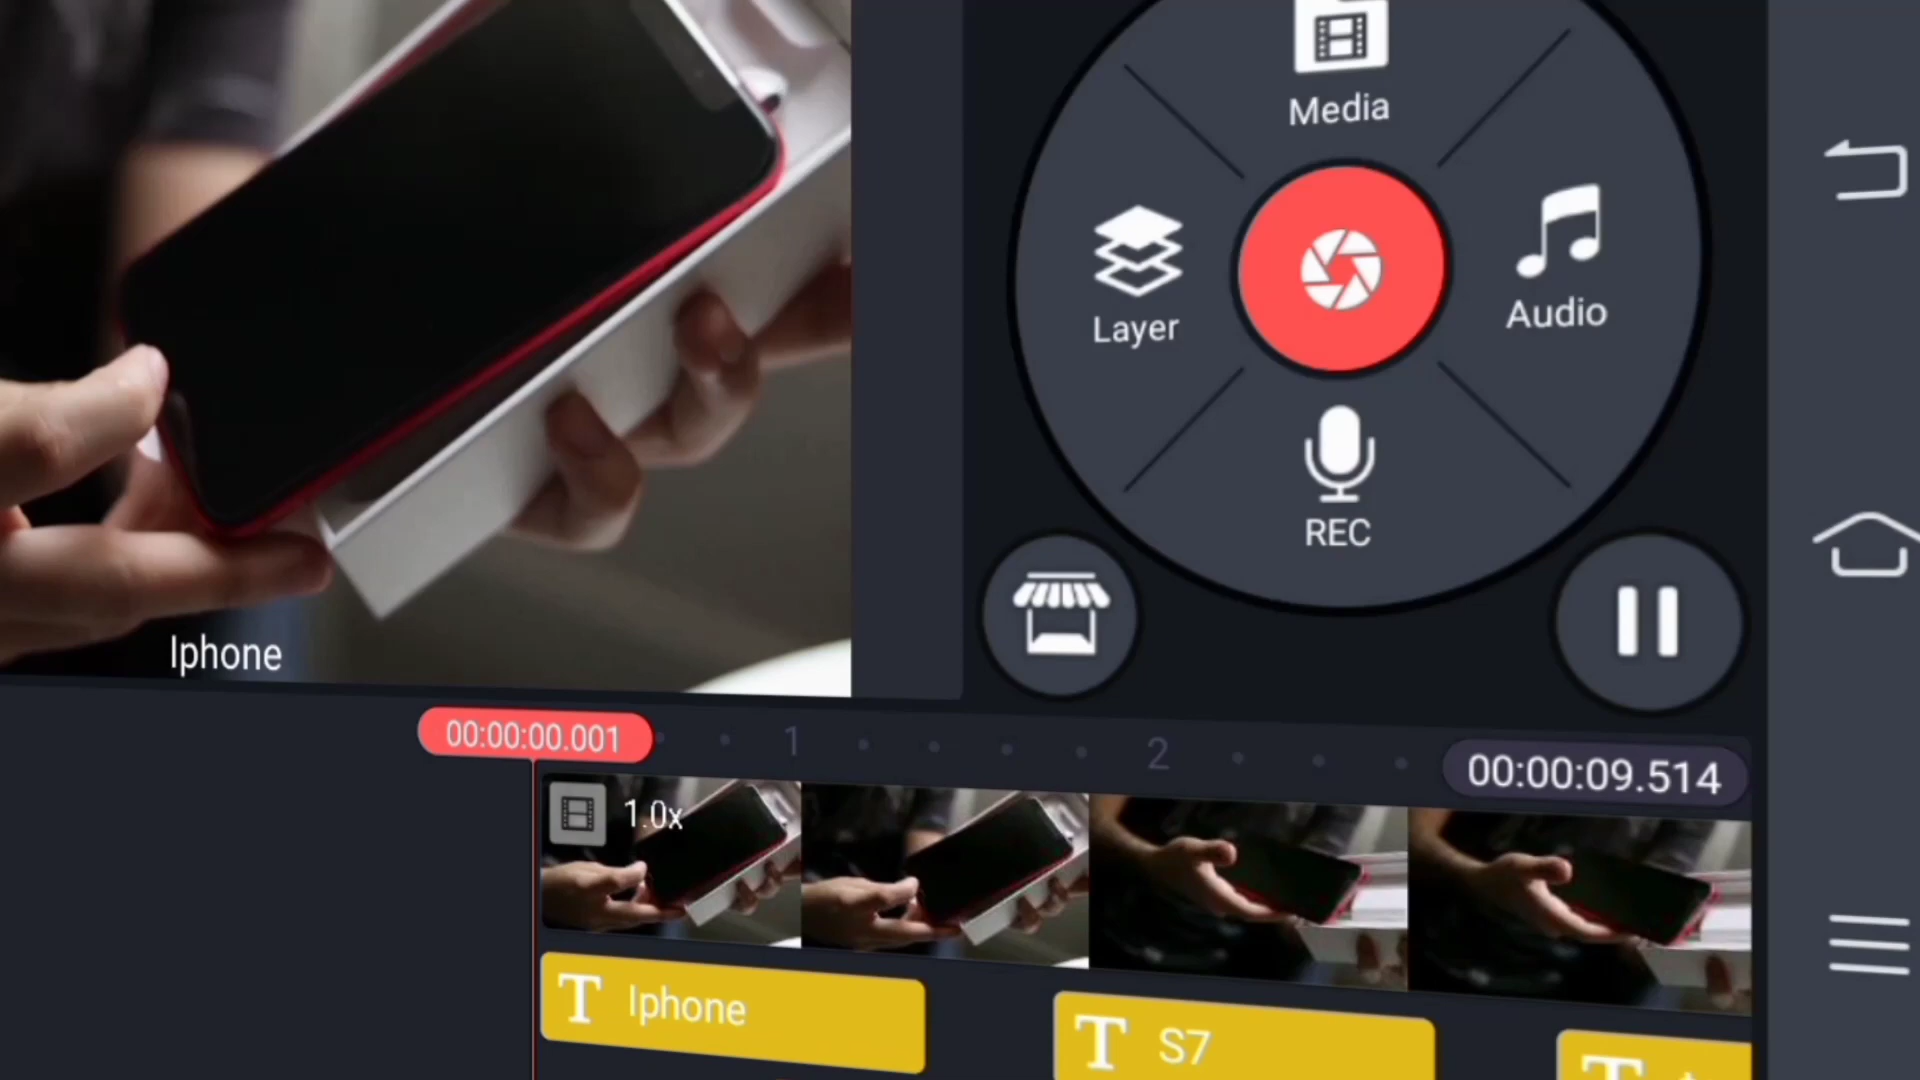 Media
Layer
Audio
REC
Iphone
00:00:00.001
1
2
00:00:09.514
1.0x
T Iphone
T S7
T